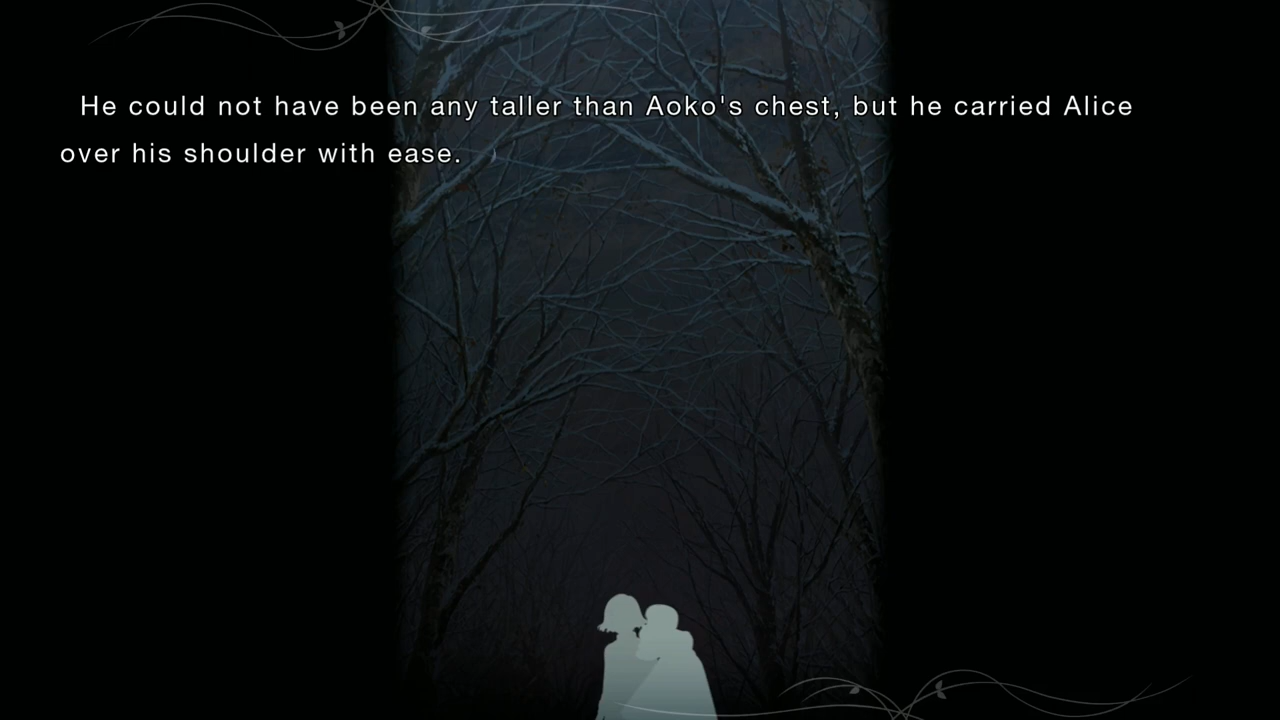 He could not have been any taller than Aoko's chest, but he carried Alice
over his shoulder with ease.